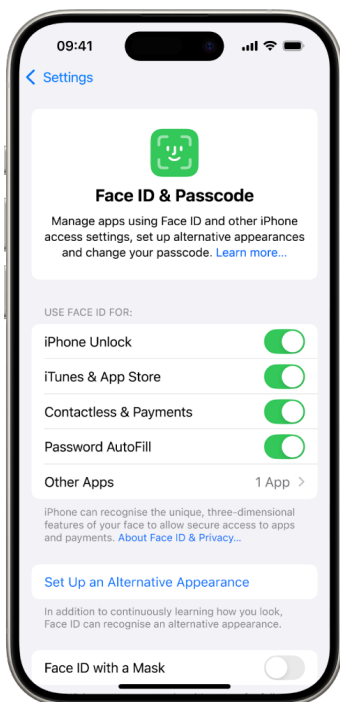 09:41
Settings
Face ID & Passcode
Manage apps using Face ID and other iPhone
access settings, set up alternative appearances
and change your passcode. Learn more...
USE FACE ID FOR:
iPhone Unlock
iTunes & App Store
Contactless & Payments
Password AutoFill
Other Apps 1 App
iPhone can recognise the unique, three-dimensional
features of your face to allow secure access to apps
and payments. About Face ID & Privacy...
Set Up an Alternative Appearance
In addition to continuously learning how you look,
Face ID can recognise an alternative appearance.
Face ID with a Mask